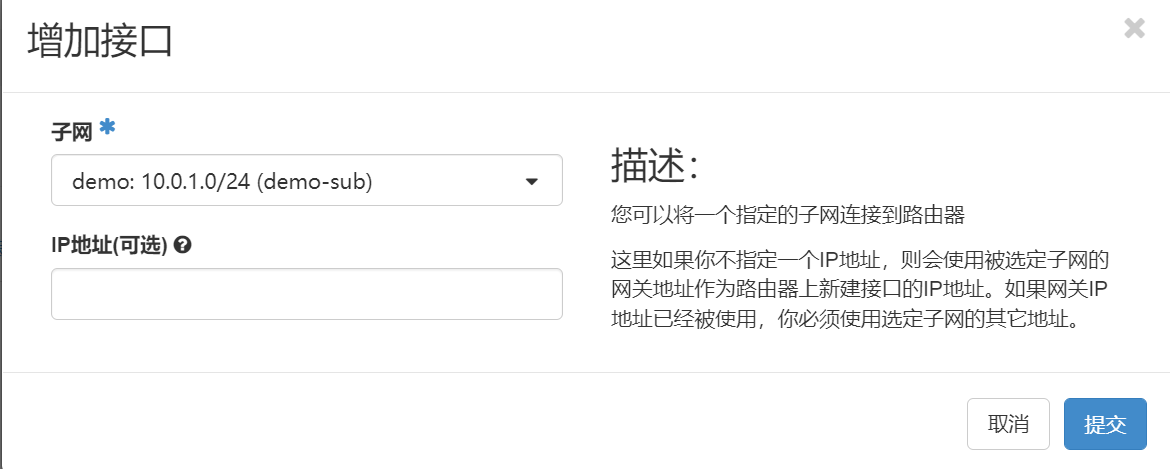 增加接口
子网
demo: 10.0.1.0/24 (demo-sub)
IP地址(可选)
描述：
您可以将一个指定的子网连接到路由器
这里如果你不指定一个IP地址，则会使用被选定子网的
网关地址作为路由器上新建接口的IP地址。如果网关IP
地址已经被使用，你必须使用选定子网的其它地址。
取消
提交